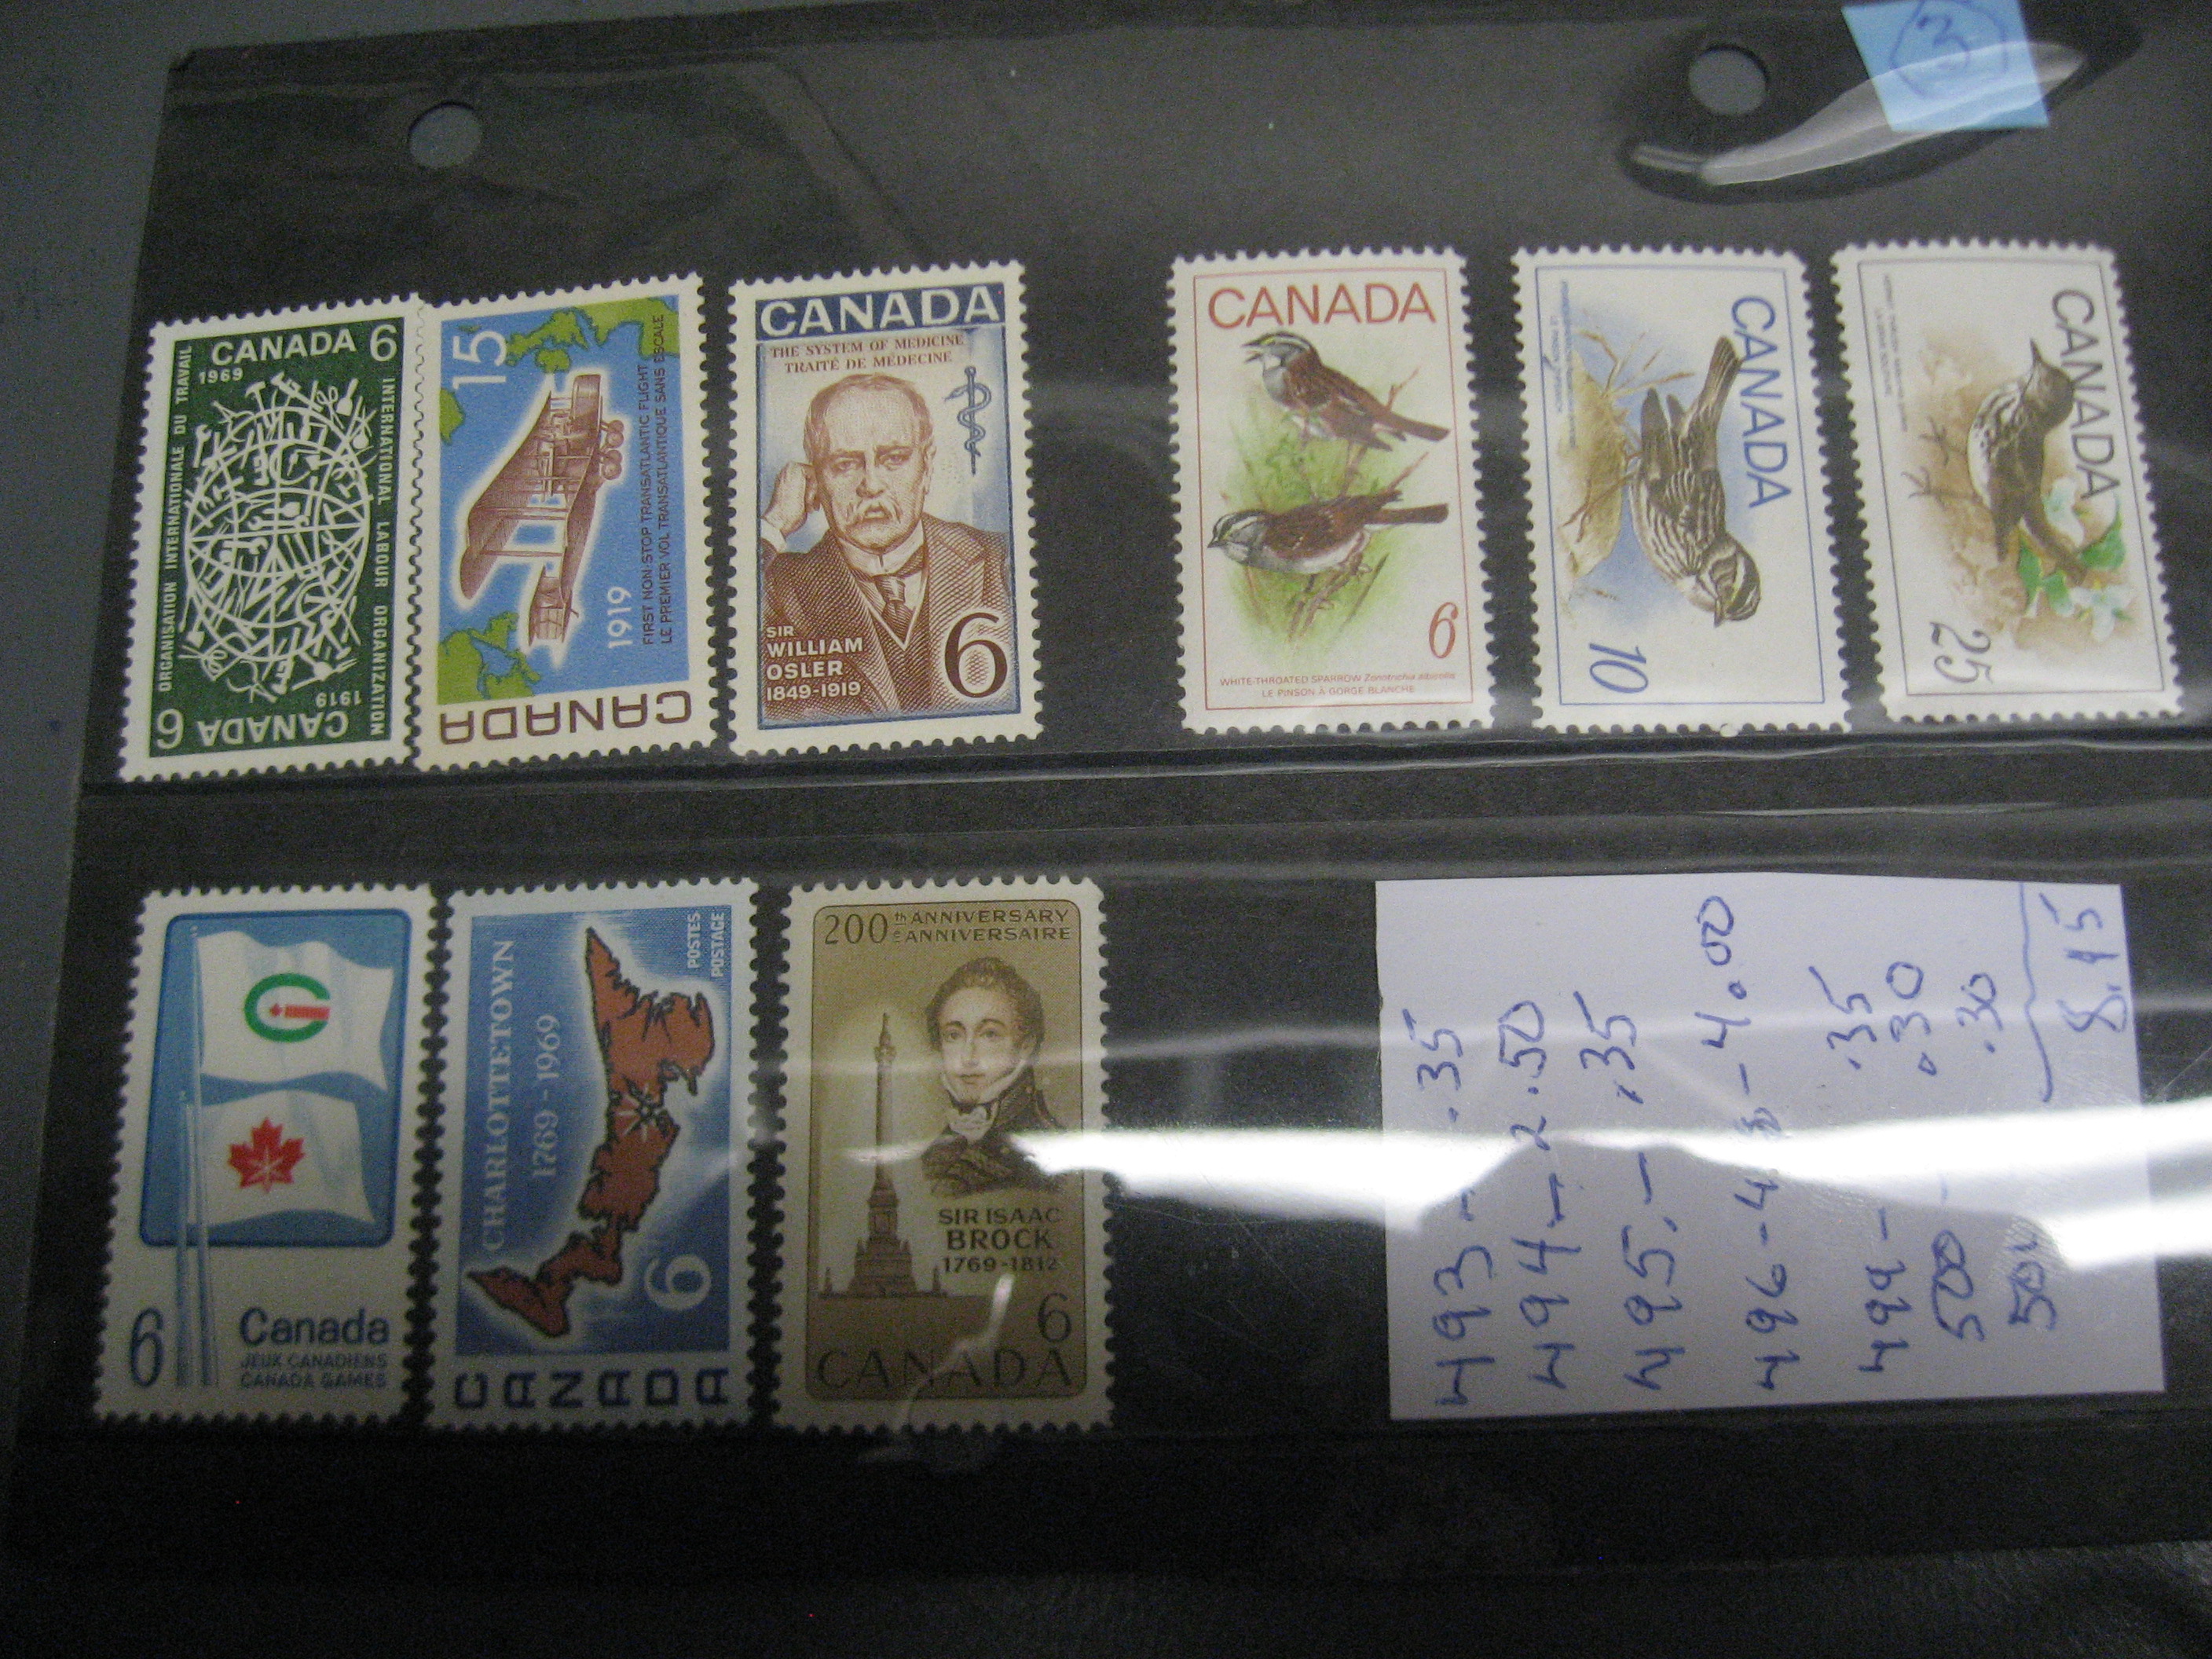 3
CANADA 6
1969
ORGANISATION INTERNATIONALE DU TRAVAIL
INTERNATIONAL LABOUR ORGANIZATION
1919
CANADA 6
15
1919
FIRST NON-STOP TRANSATLANTIC FLIGHT
LE PREMIER VOL TRANSATLANTIQUE SANS ESCALE
CANADA
CANADA
THE SYSTEM OF MEDICINE
TRAITÉ DE MÉDECINE
SIR
WILLIAM
OSLER
1849-1919
6
CANADA
6
WHITE-THROATED SPARROW Zonotrichia albicollis
LE PINSON À GORGE BLANCHE
CANADA
10
CANADA
25
6
Canada
JEUX CANADIENS
CANADA GAMES
CHARLOTTETOWN
1769-1969
POSTES
POSTAGE
6
CANADA
200th ANNIVERSARY
e ANNIVERSAIRE
SIR ISAAC
BROCK
1769-1812
6
CANADA
493 - .35
494 - 2.50
495. - .35
496-98 - 4.00
499 - .35
500 - .30
501 .30
8.15